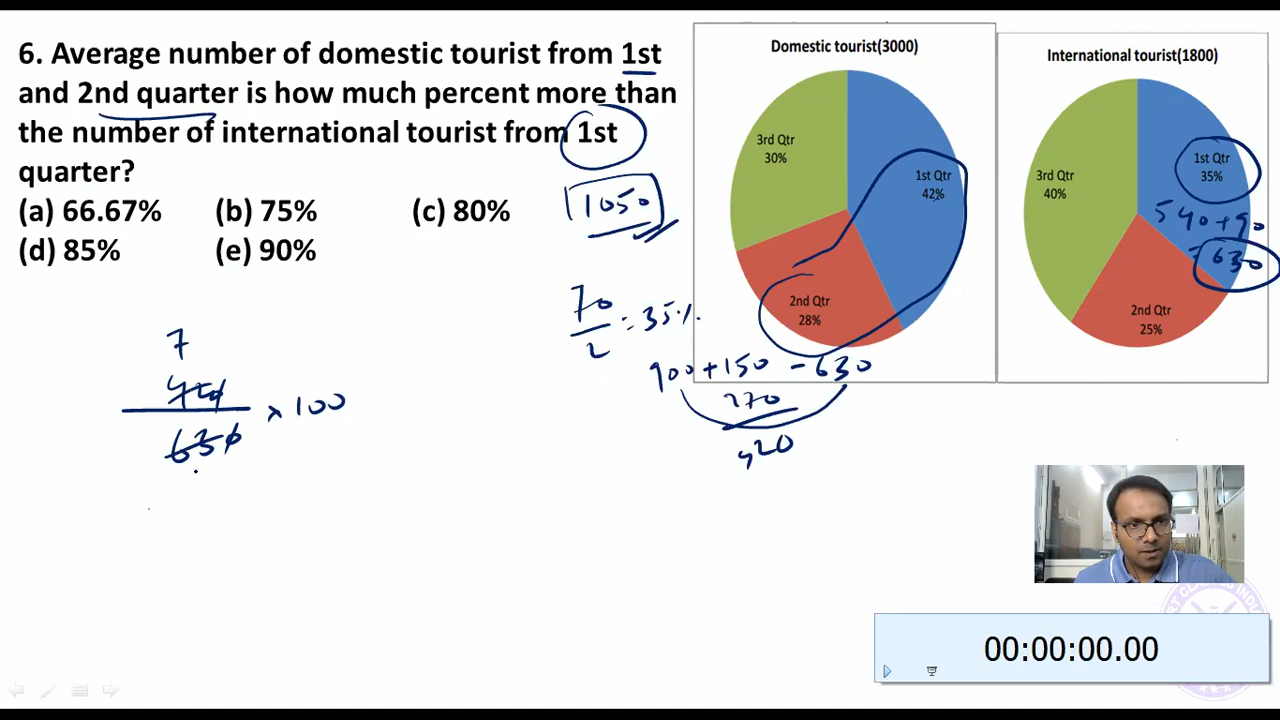 6. Average number of domestic tourist from 1st
and 2nd quarter is how much percent more than
the number of international tourist from 1st
quarter?
(a) 66.67% (b) 75% (c) 80%
(d) 85% (e) 90%
1050
70
2
= 35%
900 + 150 - 630
270
420
7
420
630
× 100
Domestic tourist(3000)
3rd Qtr
30%
1st Qtr
42%
2nd Qtr
28%
International tourist(1800)
1st Qtr
35%
3rd Qtr
40%
540+90
= 630
2nd Qtr
25%
00:00:00.00